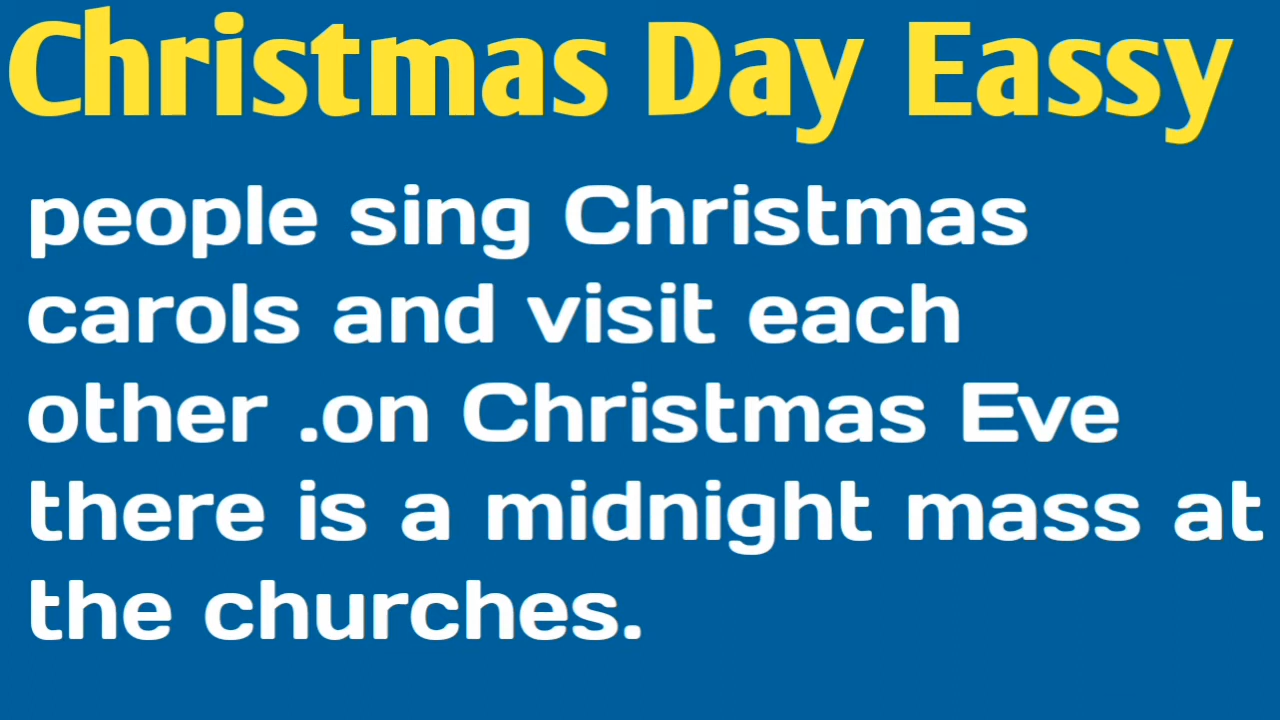 Christmas Day Eassy
people sing Christmas
carols and visit each
other .on Christmas Eve
there is a midnight mass at
the churches.